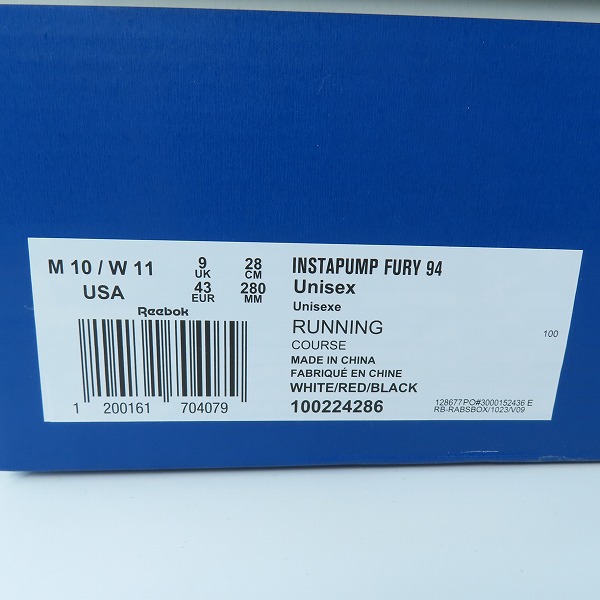 M 10 / W 11
USA
9
UK
43
EUR
28
CM
280
MM
Reebok
1 200161 704079
INSTAPUMP FURY 94
Unisex
Unisexe
RUNNING
COURSE
MADE IN CHINA
FABRIQUÉ EN CHINE
WHITE/RED/BLACK
100224286
100
128677PO#3000152436 E
RB-RABSBOX/1023/V09